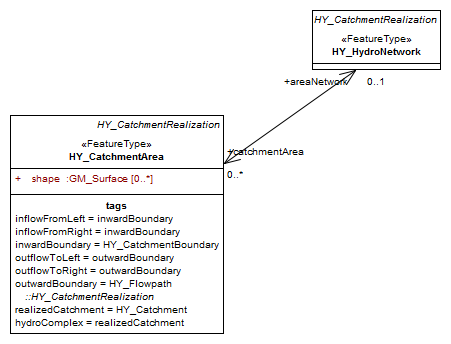 HY_CatchmentRealization
«FeatureType»
HY_HydroNetwork
+areaNetwork
0..1
HY_CatchmentRealization
«FeatureType»
HY_CatchmentArea
+catchmentArea
0..*
+ shape :GM_Surface [0..*]
tags
inflowFromLeft = inwardBoundary
inflowFromRight = inwardBoundary
inwardBoundary = HY_CatchmentBoundary
outflowToLeft = outwardBoundary
outflowToRight = outwardBoundary
outwardBoundary = HY_Flowpath
::HY_CatchmentRealization
realizedCatchment = HY_Catchment
hydroComplex = realizedCatchment